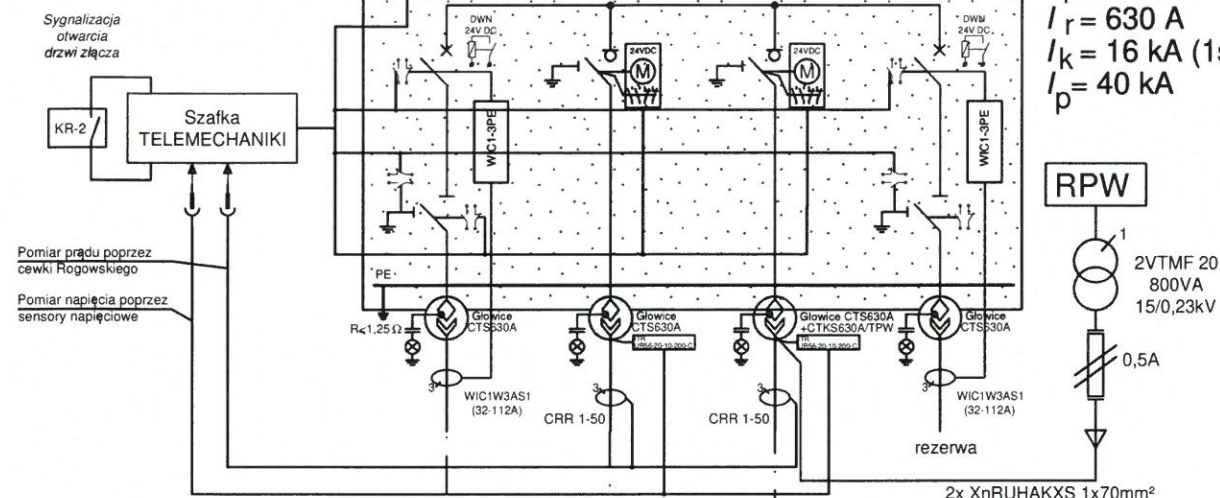 Sygnalizacja
otwarcia
drzwi złącza
KR-2
Szafka
TELEMECHANIKI
Pomiar prądu poprzez
cewki Rogowskiego
Pomiar napięcia poprzez
sensory napięciowe
DWN
24V DC
24VDC
M
24VDC
M
DWN
24V DC
WIC1-3PE
WIC1-3PE
PE
R≤1,25 Ω
Głowice
CTS630A
Głowice
CTS630A
Głowice CTS630A
+CTKS630A/TPW
Głowice
CTS630A
3
WIC1W3AS1
(32-112A)
3
CRR 1-50
3
CRR 1-50
3
WIC1W3AS1
(32-112A)
rezerwa
I r = 630 A
I k = 16 kA (1s
I p = 40 kA
RPW
1
2VTMF 20
800VA
15/0,23kV
0,5A
2x XnRUHAKXS 1x70mm²